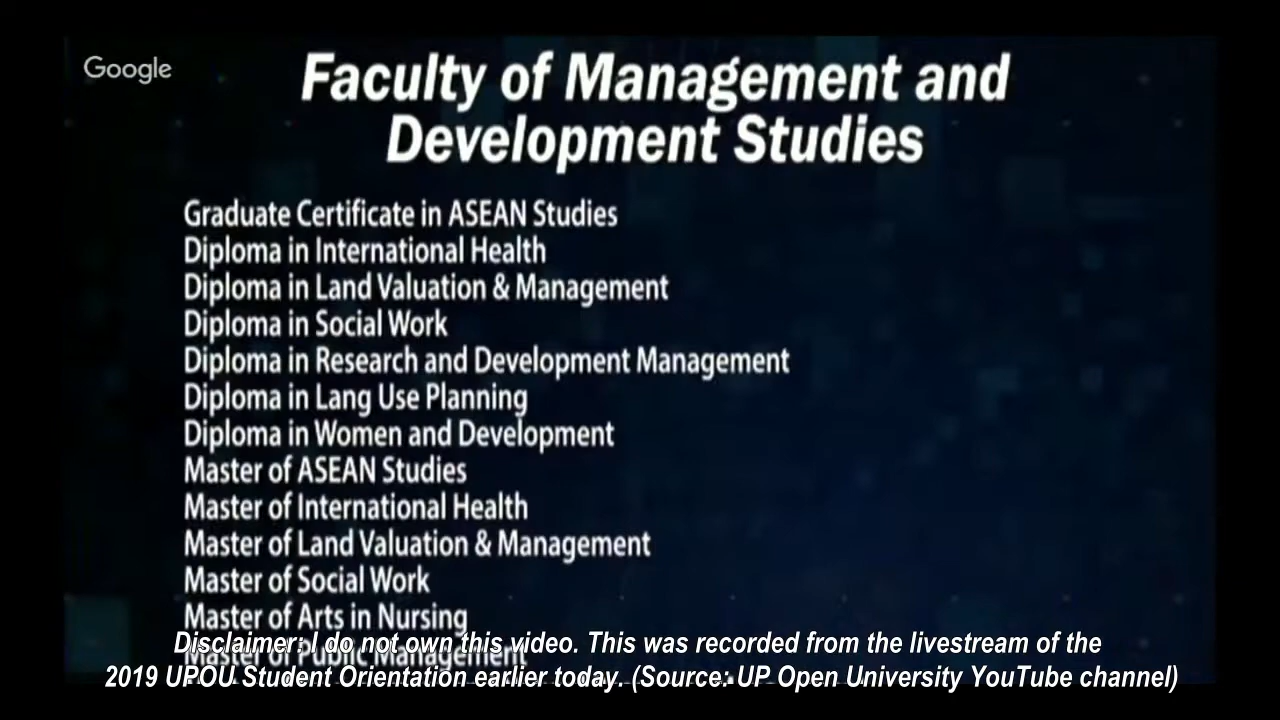 Google
Faculty of Management and
Development Studies
Graduate Certificate in ASEAN Studies
Diploma in International Health
Diploma in Land Valuation & Management
Diploma in Social Work
Diploma in Research and Development Management
Diploma in Lang Use Planning
Diploma in Women and Development
Master of ASEAN Studies
Master of International Health
Master of Land Valuation & Management
Master of Social Work
Master of Arts in Nursing
Disclaimer: I do not own this video. This was recorded from the livestream of the
Master of Public Management
2019 UPOU Student Orientation earlier today. (Source: UP Open University YouTube channel)